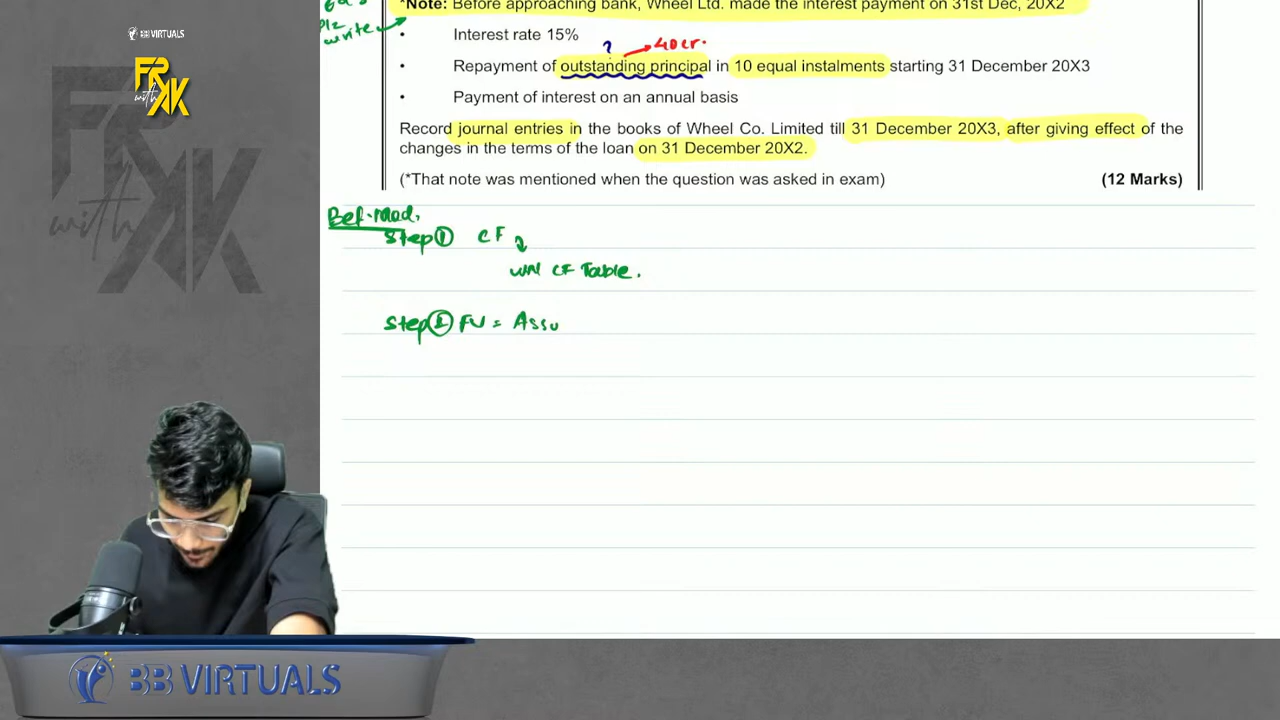 BB VIRTUALS
FR with AK
FR
with
AK
*Note: Before approaching bank, Wheel Ltd. made the interest payment on 31st Dec, 20X2
Plz write
• Interest rate 15%
? 40cr.
• Repayment of outstanding principal in 10 equal instalments starting 31 December 20X3
• Payment of interest on an annual basis
Record journal entries in the books of Wheel Co. Limited till 31 December 20X3, after giving effect of the
changes in the terms of the loan on 31 December 20X2.
(*That note was mentioned when the question was asked in exam) (12 Marks)
Bef. Mod.
Step① CF
WN CF Table.
Step② FV = Assu
BB VIRTUALS